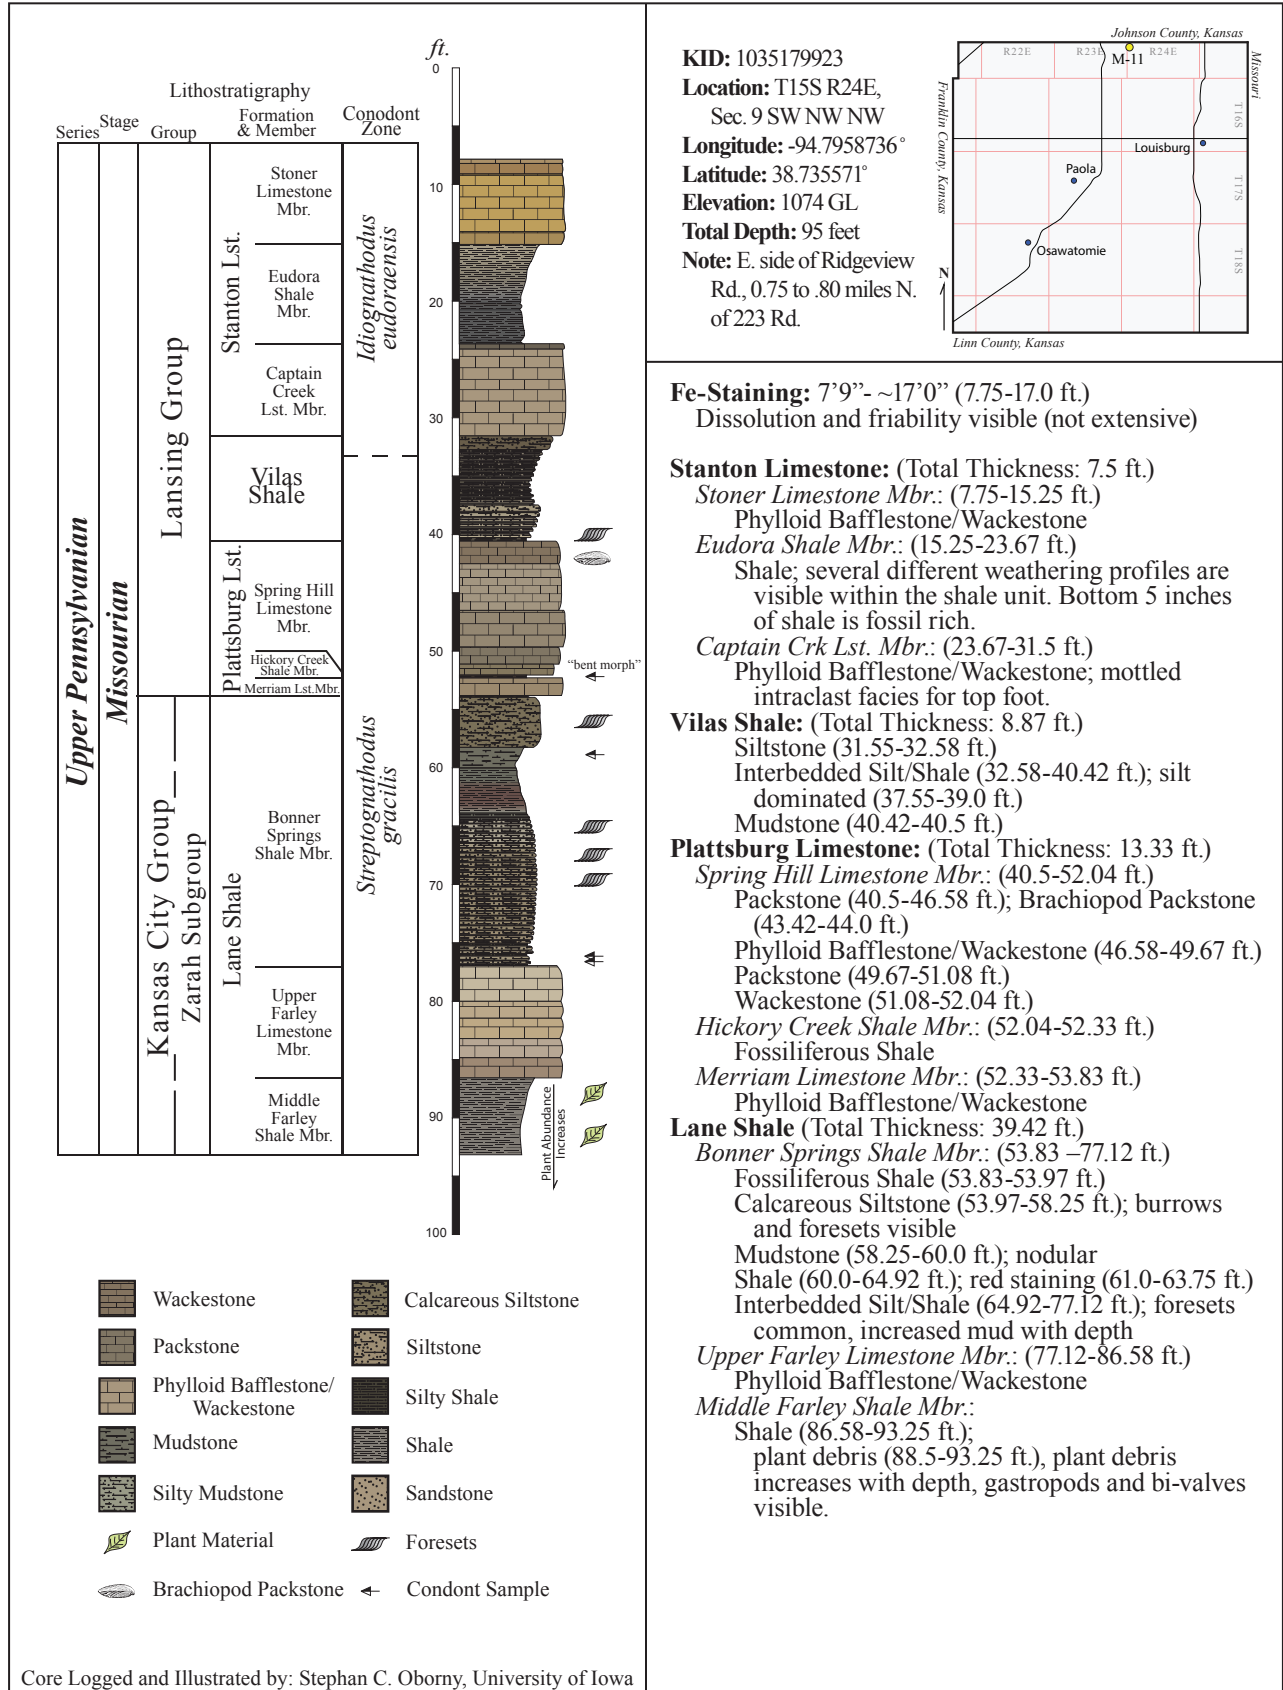 ft.
Lithostratigraphy
Series
Stage
Group
Formation
& Member
Conodont
Zone
Upper Pennsylvanian
Missourian
Lansing Group
Kansas City Group
Zarah Subgroup
Stanton Lst.
Stoner
Limestone
Mbr.
Eudora
Shale
Mbr.
Captain
Creek
Lst. Mbr.
Vilas
Shale
Plattsburg Lst.
Spring Hill
Limestone
Mbr.
Hickory Creek
Shale Mbr.
Merriam Lst.Mbr.
Lane Shale
Bonner
Springs
Shale Mbr.
Upper
Farley
Limestone
Mbr.
Middle
Farley
Shale Mbr.
Idiognathodus
eudoraensis
Streptognathodus
gracilis
0
10
20
30
40
50
60
70
80
90
100
"bent morph"
Plant Abundance
Increases
Wackestone
Packstone
Phylloid Bafflestone/
Wackestone
Mudstone
Silty Mudstone
Plant Material
Brachiopod Packstone
Calcareous Siltstone
Siltstone
Silty Shale
Shale
Sandstone
Foresets
Condont Sample
Core Logged and Illustrated by: Stephan C. Oborny, University of Iowa
KID: 1035179923
Location: T15S R24E,
Sec. 9 SW NW NW
Longitude: -94.7958736°
Latitude: 38.735571°
Elevation: 1074 GL
Total Depth: 95 feet
Note: E. side of Ridgeview
Rd., 0.75 to .80 miles N.
of 223 Rd.
Johnson County, Kansas
R22E
R23E
R24E
M-11
Missouri
Franklin County, Kansas
T16S
T17S
T18S
Louisburg
Paola
Osawatomie
N
Linn County, Kansas
Fe-Staining: 7'9"- ~17'0" (7.75-17.0 ft.)
Dissolution and friability visible (not extensive)
Stanton Limestone: (Total Thickness: 7.5 ft.)
Stoner Limestone Mbr.: (7.75-15.25 ft.)
Phylloid Bafflestone/Wackestone
Eudora Shale Mbr.: (15.25-23.67 ft.)
Shale; several different weathering profiles are
visible within the shale unit. Bottom 5 inches
of shale is fossil rich.
Captain Crk Lst. Mbr.: (23.67-31.5 ft.)
Phylloid Bafflestone/Wackestone; mottled
intraclast facies for top foot.
Vilas Shale: (Total Thickness: 8.87 ft.)
Siltstone (31.55-32.58 ft.)
Interbedded Silt/Shale (32.58-40.42 ft.); silt
dominated (37.55-39.0 ft.)
Mudstone (40.42-40.5 ft.)
Plattsburg Limestone: (Total Thickness: 13.33 ft.)
Spring Hill Limestone Mbr.: (40.5-52.04 ft.)
Packstone (40.5-46.58 ft.); Brachiopod Packstone
(43.42-44.0 ft.)
Phylloid Bafflestone/Wackestone (46.58-49.67 ft.)
Packstone (49.67-51.08 ft.)
Wackestone (51.08-52.04 ft.)
Hickory Creek Shale Mbr.: (52.04-52.33 ft.)
Fossiliferous Shale
Merriam Limestone Mbr.: (52.33-53.83 ft.)
Phylloid Bafflestone/Wackestone
Lane Shale (Total Thickness: 39.42 ft.)
Bonner Springs Shale Mbr.: (53.83 –77.12 ft.)
Fossiliferous Shale (53.83-53.97 ft.)
Calcareous Siltstone (53.97-58.25 ft.); burrows
and foresets visible
Mudstone (58.25-60.0 ft.); nodular
Shale (60.0-64.92 ft.); red staining (61.0-63.75 ft.)
Interbedded Silt/Shale (64.92-77.12 ft.); foresets
common, increased mud with depth
Upper Farley Limestone Mbr.: (77.12-86.58 ft.)
Phylloid Bafflestone/Wackestone
Middle Farley Shale Mbr.:
Shale (86.58-93.25 ft.);
plant debris (88.5-93.25 ft.), plant debris
increases with depth, gastropods and bi-valves
visible.